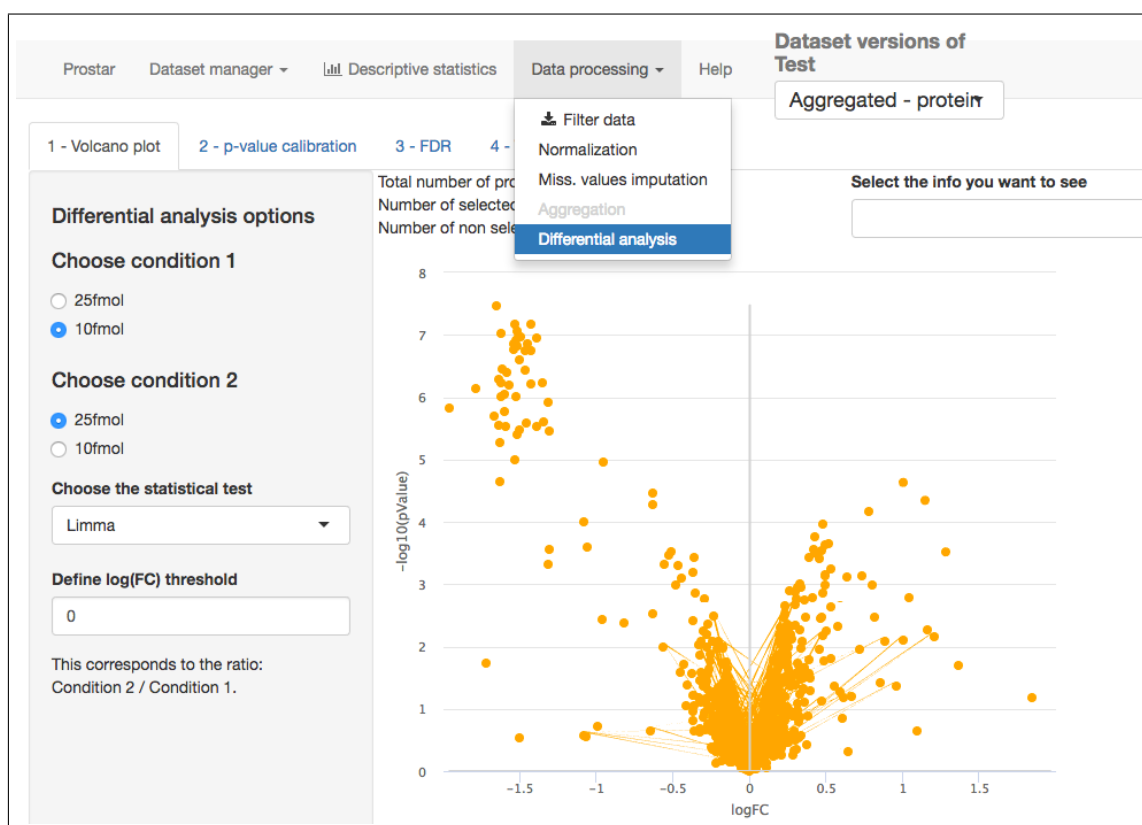 Dataset versions of
Test
Prostar Dataset manager Descriptive statistics Data processing Help
Aggregated - protein
Filter data
Normalization
Miss. values imputation
Aggregation
Differential analysis
1 - Volcano plot 2 - p-value calibration 3 - FDR 4 -
Total number of pro
Number of selected
Number of non sele
Select the info you want to see
Differential analysis options
Choose condition 1
25fmol
10fmol
Choose condition 2
25fmol
10fmol
Choose the statistical test
Limma
Define log(FC) threshold
0
This corresponds to the ratio:
Condition 2 / Condition 1.
-log10(pValue)
8
7
6
5
4
3
2
1
0
-1.5 -1 -0.5 0 0.5 1 1.5
logFC